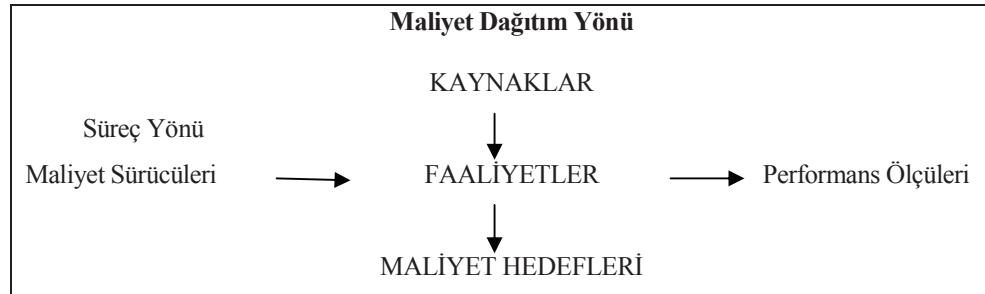 Maliyet Dağıtım Yönü
KAYNAKLAR
Süreç Yönü
Maliyet Sürücüleri FAALİYETLER Performans Ölçüleri
MALİYET HEDEFLERİ